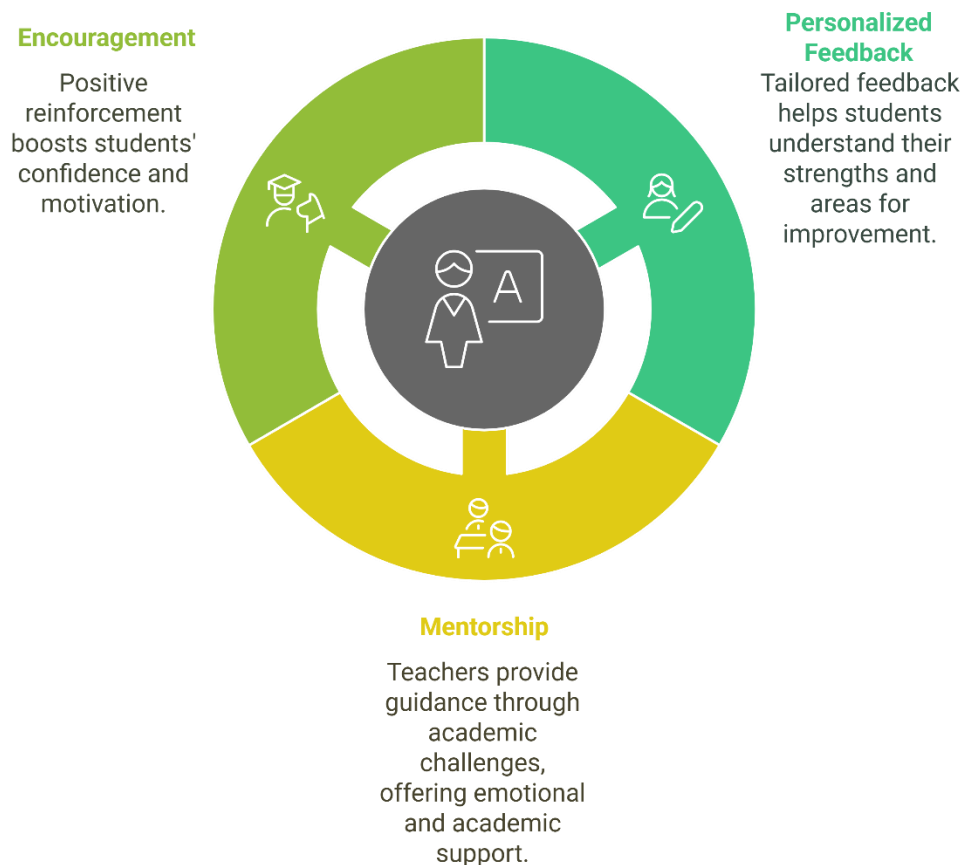 Encouragement
Positive
reinforcement
boosts students'
confidence and
motivation.
Personalized
Feedback
Tailored feedback
helps students
understand their
strengths and
areas for
improvement.
A
Mentorship
Teachers provide
guidance through
academic
challenges,
offering emotional
and academic
support.